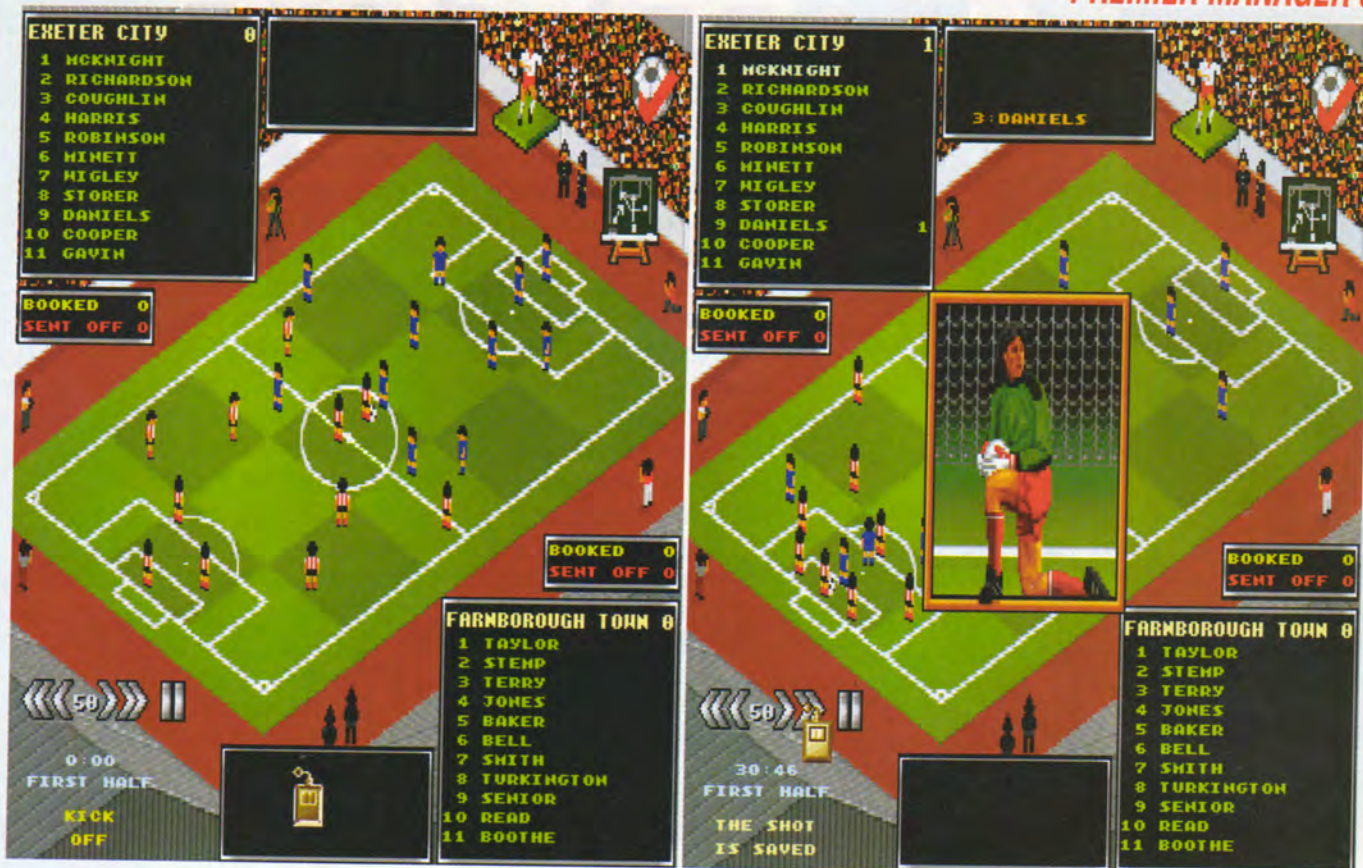 PREMIER MANAGER
EXETER CITY 0
1 MCKNIGHT
2 RICHARDSON
3 COUGHLIN
4 HARRIS
5 ROBINSON
6 MINETT
7 WIGLEY
8 STORER
9 DANIELS
10 COOPER
11 GAVIN
BOOKED 0
SENT OFF 0
BOOKED 0
SENT OFF 0
FARNBOROUGH TOWN 0
1 TAYLOR
2 STEMP
3 TERRY
4 JONES
5 BAKER
6 BELL
7 SMITH
8 TURKINGTON
9 SENIOR
10 READ
11 BOOTHE
50
0:00
FIRST HALF
KICK
OFF
EXETER CITY 1
1 MCKNIGHT
2 RICHARDSON
3 COUGHLIN
4 HARRIS
5 ROBINSON
6 MINETT
7 WIGLEY
8 STORER
9 DANIELS 1
10 COOPER
11 GAVIN
3:DANIELS
BOOKED 0
SENT OFF 0
BOOKED 0
SENT OFF 0
FARNBOROUGH TOWN 0
1 TAYLOR
2 STEMP
3 TERRY
4 JONES
5 BAKER
6 BELL
7 SMITH
8 TURKINGTON
9 SENIOR
10 READ
11 BOOTHE
50
30:46
FIRST HALF
THE SHOT
IS SAVED